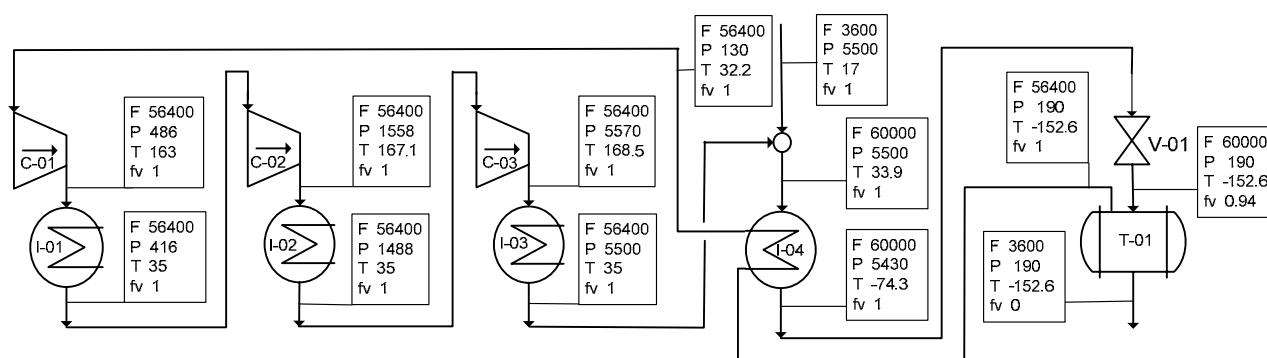 F 56400
P 130
T 32.2
fv 1
F 3600
P 5500
T 17
fv 1
F 56400
P 190
T -152.6
fv 1
F 56400
P 486
T 163
fv 1
F 56400
P 1558
T 167.1
fv 1
F 56400
P 5570
T 168.5
fv 1
V-01
F 60000
P 190
T -152.6
fv 0.94
C-01
C-02
C-03
F 60000
P 5500
T 33.9
fv 1
I-01
I-02
I-03
I-04
T-01
F 56400
P 416
T 35
fv 1
F 56400
P 1488
T 35
fv 1
F 56400
P 5500
T 35
fv 1
F 60000
P 5430
T -74.3
fv 1
F 3600
P 190
T -152.6
fv 0